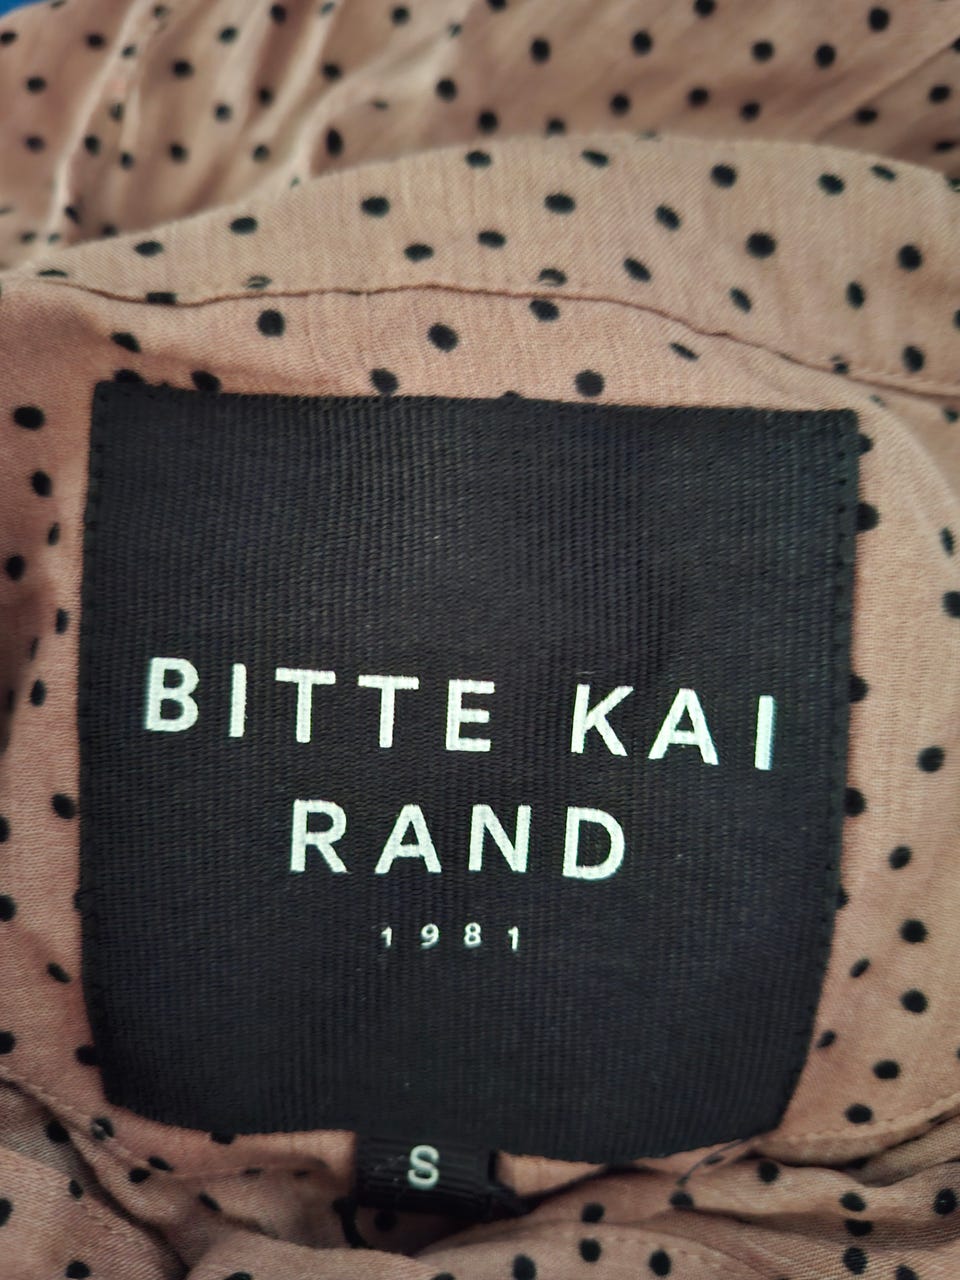 BITTE KAI
RAND
1981
S